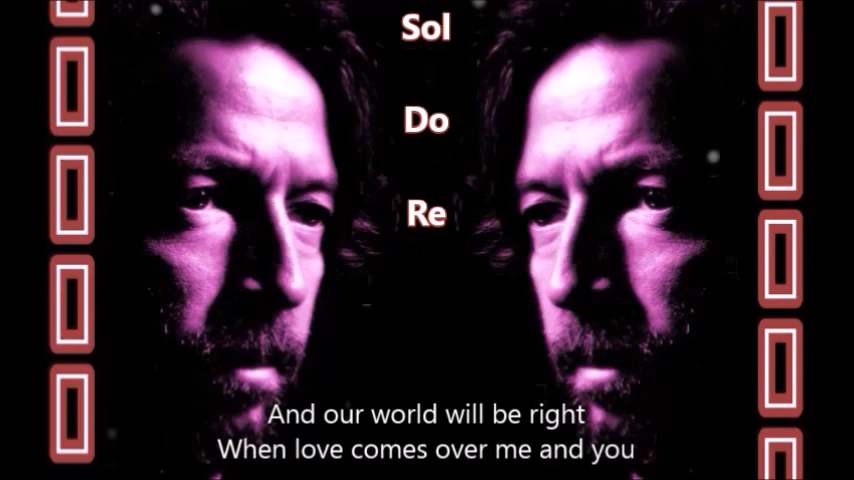 Sol
Do
Re
And our world will be right
When love comes over me and you